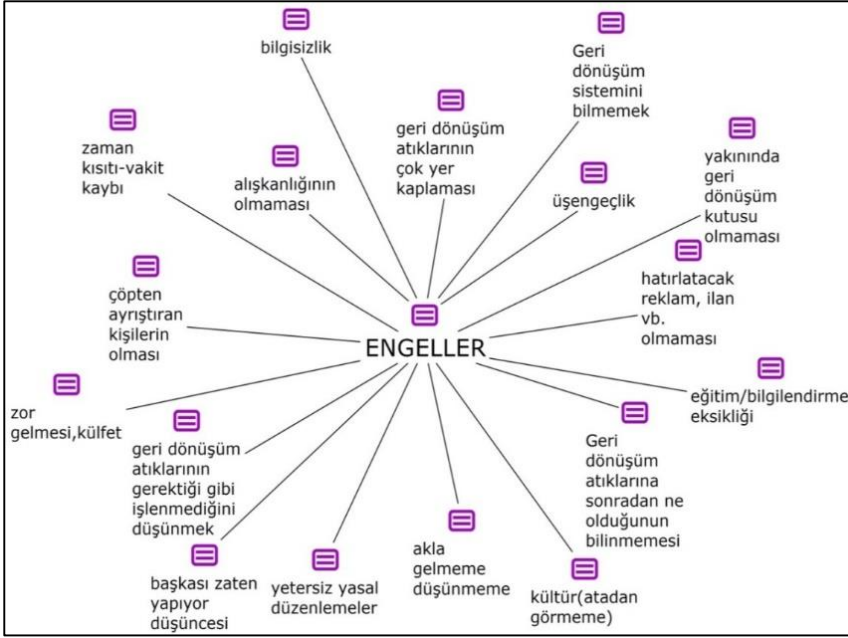 bilgisizlik
Geri
dönüşüm
sistemini
bilmemek
geri dönüşüm
atıklarının
çok yer
kaplaması
zaman
kısıtı-vakit
kaybı
alışkanlığının
olmaması
üşengeçlik
yakınında
geri
dönüşüm
kutusu
olmaması
hatırlatacak
reklam, ilan
vb.
olmaması
çöpten
ayrıştıran
kişilerin
olması
ENGELLER
eğitim/bilgilendirme
eksikliği
zor
gelmesi,külfet
geri dönüşüm
atıklarının
gerektiği gibi
işlenmediğini
düşünmek
Geri
dönüşüm
atıklarına
sonradan ne
olduğunun
bilinmemesi
akla
gelmeme
düşünmeme
başkası zaten
yapıyor
düşüncesi
yetersiz yasal
düzenlemeler
kültür(atadan
görmeme)